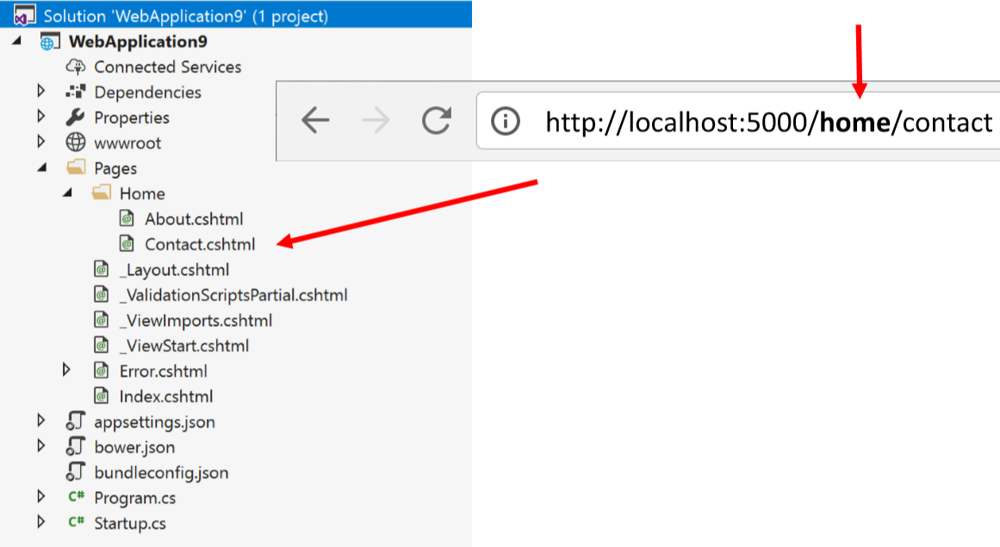 Solution 'WebApplication9' (1 project)
WebApplication9
Connected Services
Dependencies
Properties
wwwroot
Pages
Home
About.cshtml
Contact.cshtml
_Layout.cshtml
_ValidationScriptsPartial.cshtml
_ViewImports.cshtml
_ViewStart.cshtml
Error.cshtml
Index.cshtml
appsettings.json
bower.json
bundleconfig.json
C# Program.cs
C# Startup.cs
http://localhost:5000/home/contact